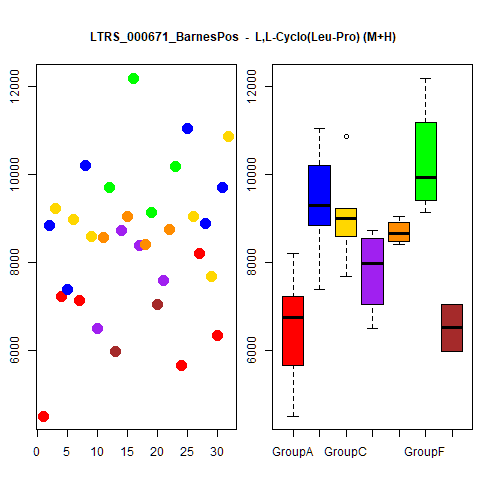 LTRS_000671_BarnesPos - L,L-Cyclo(Leu-Pro) (M+H)
12000
10000
8000
6000
0 5 10 15 20 25 30
12000
10000
8000
6000
GroupA GroupC GroupF